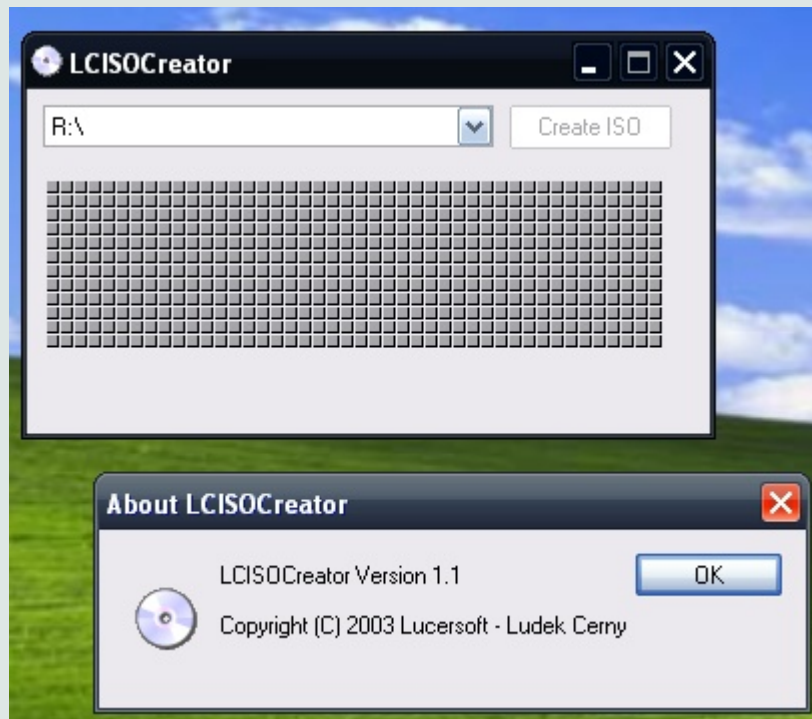 LCISOCreator
R:\
Create ISO
About LCISOCreator
LCISOCreator Version 1.1
OK
Copyright (C) 2003 Lucersoft - Ludek Cerny